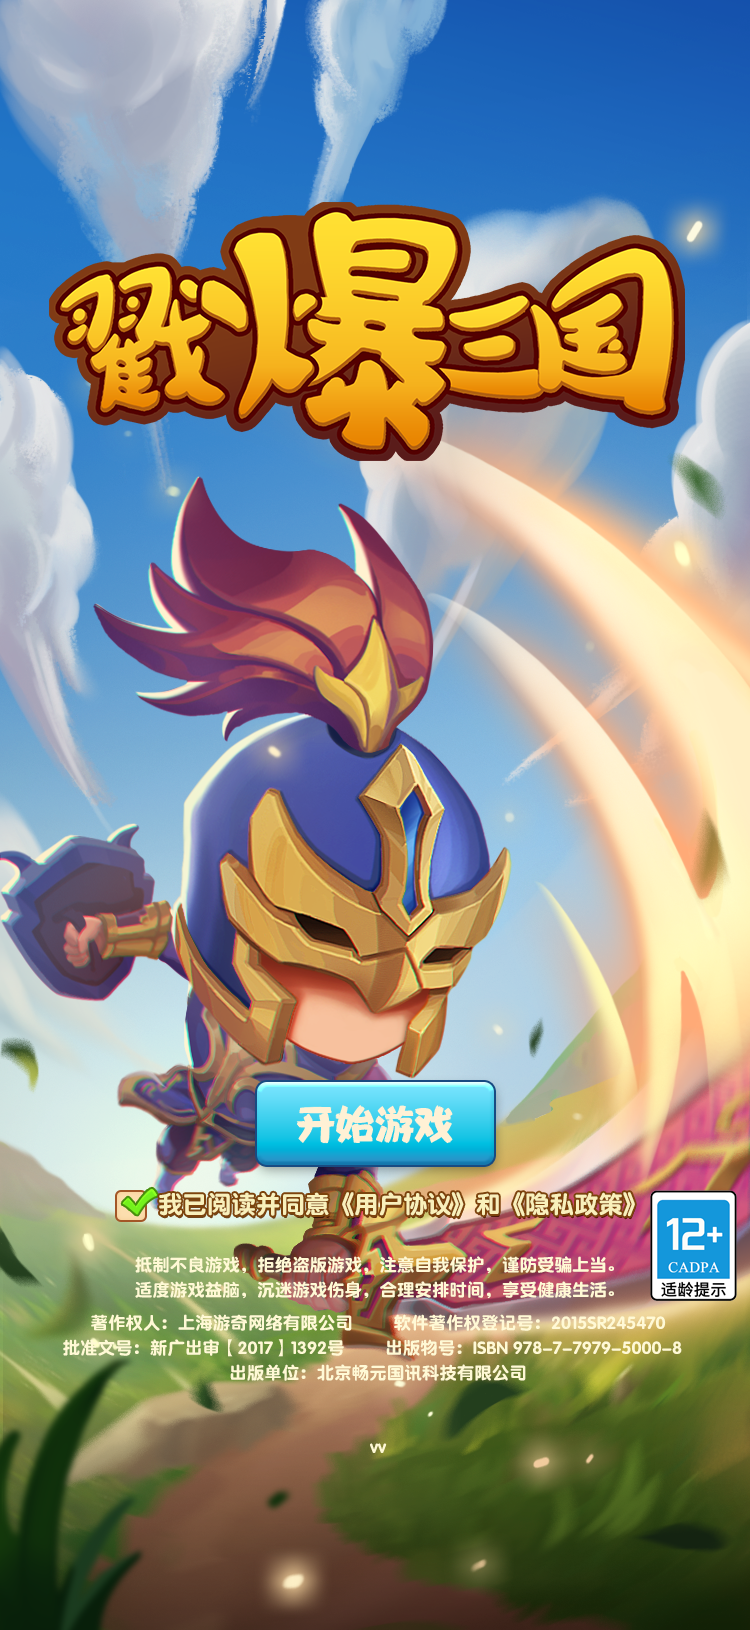 戳爆三国
开始游戏
我已阅读并同意《用户协议》和《隐私政策》
12+
CADPA
适龄提示
抵制不良游戏，拒绝盗版游戏，注意自我保护，谨防受骗上当。
适度游戏益脑，沉迷游戏伤身，合理安排时间，享受健康生活。
著作权人：上海游奇网络有限公司 软件著作权登记号：2015SR245470
批准文号：新广出审【2017】1392号 出版物号：ISBN 978-7-7979-5000-8
出版单位：北京畅元国讯科技有限公司
vv